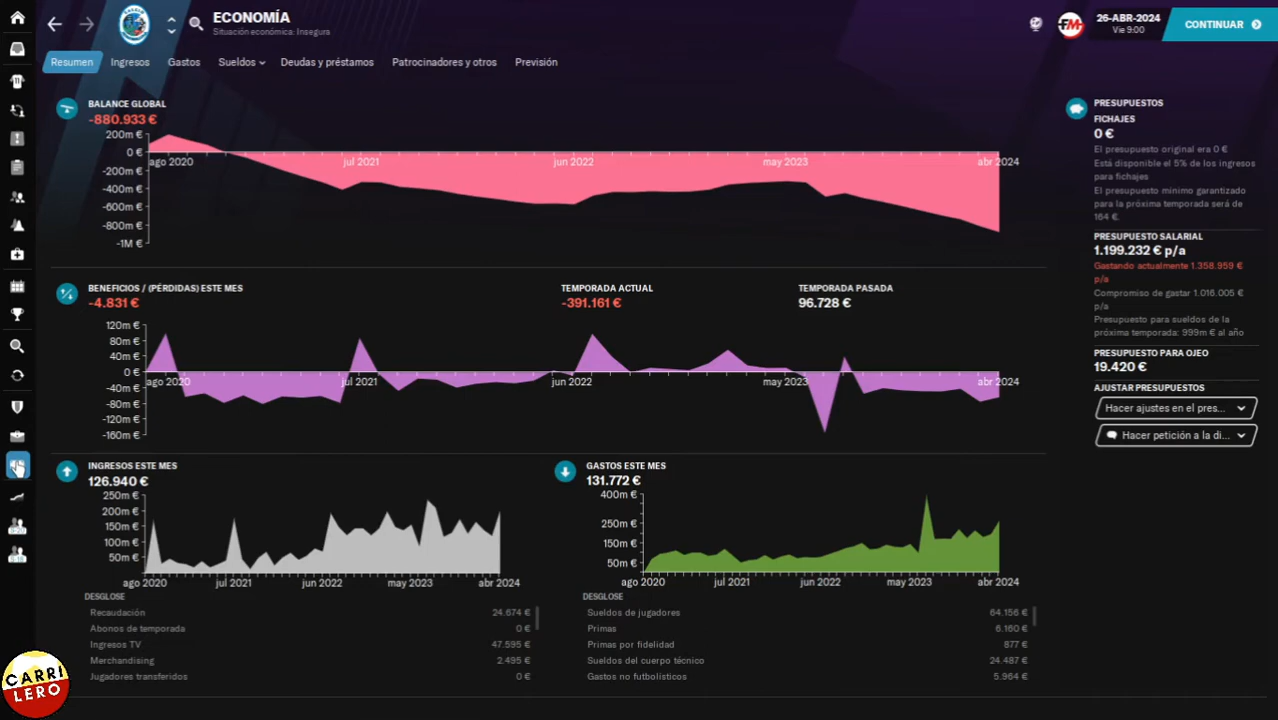 ECONOMÍA
Situación económica: Insegura
FM
26-ABR-2024
Vie 9:00
CONTINUAR
Resumen
Ingresos
Gastos
Sueldos
Deudas y préstamos
Patrocinadores y otros
Previsión
BALANCE GLOBAL
-880.933 €
200m €
0 €
-200m €
-400m €
-600m €
-800m €
-1M €
ago 2020
jul 2021
jun 2022
may 2023
abr 2024
BENEFICIOS / (PÉRDIDAS) ESTE MES
-4.831 €
TEMPORADA ACTUAL
-391.161 €
TEMPORADA PASADA
96.728 €
120m €
80m €
40m €
0 €
-40m €
-80m €
-120m €
-160m €
ago 2020
jul 2021
jun 2022
may 2023
abr 2024
INGRESOS ESTE MES
126.940 €
250m €
200m €
150m €
100m €
50m €
ago 2020
jul 2021
jun 2022
may 2023
abr 2024
DESGLOSE
Recaudación 24.674 €
Abonos de temporada 0 €
Ingresos TV 47.595 €
Merchandising 2.495 €
Jugadores transferidos 0 €
GASTOS ESTE MES
131.772 €
400m €
250m €
150m €
50m €
ago 2020
jul 2021
jun 2022
may 2023
abr 2024
DESGLOSE
Sueldos de jugadores 64.156 €
Primas 6.160 €
Primas por fidelidad 877 €
Sueldos del cuerpo técnico 24.487 €
Gastos no futbolísticos 5.964 €
PRESUPUESTOS
FICHAJES
0 €
El presupuesto original era 0 €
Está disponible el 5% de los ingresos
para fichajes
El presupuesto mínimo garantizado
para la próxima temporada será de
164 €.
PRESUPUESTO SALARIAL
1.199.232 € p/a
Gastando actualmente 1.358.959 €
p/a
Compromiso de gastar 1.016.005 €
p/a
Presupuesto para sueldos de la
próxima temporada: 999m € al año
PRESUPUESTO PARA OJEO
19.420 €
AJUSTAR PRESUPUESTOS
Hacer ajustes en el pres...
Hacer petición a la di...
CARRI
LERO